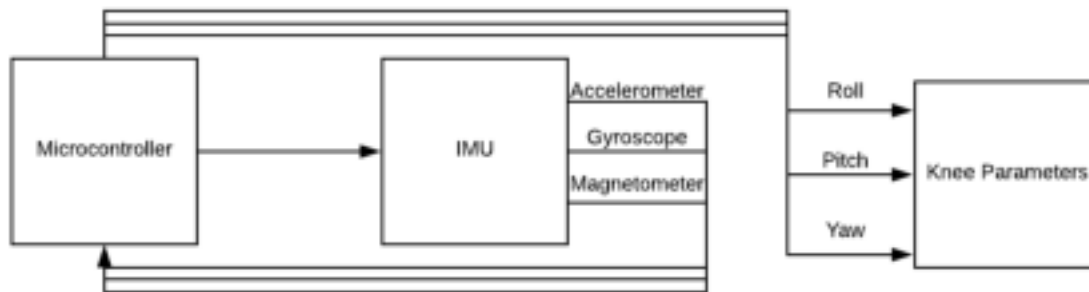 Microcontroller
IMU
Accelerometer
Gyroscope
Magnetometer
Roll
Pitch
Yaw
Knee Parameters